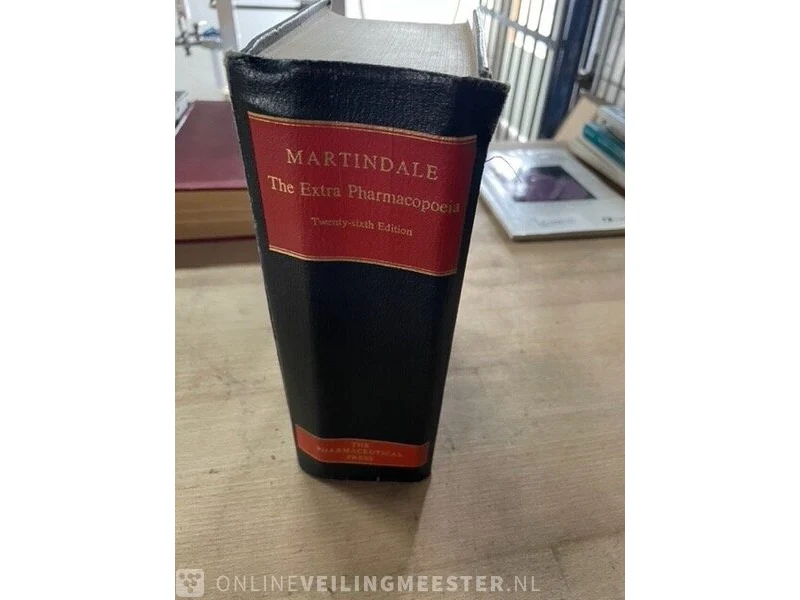 MARTINDALE
The Extra Pharmacopoeia
Twenty-sixth Edition
THE
PHARMACEUTICAL
PRESS
ONLINEVEILINGMEESTER.NL